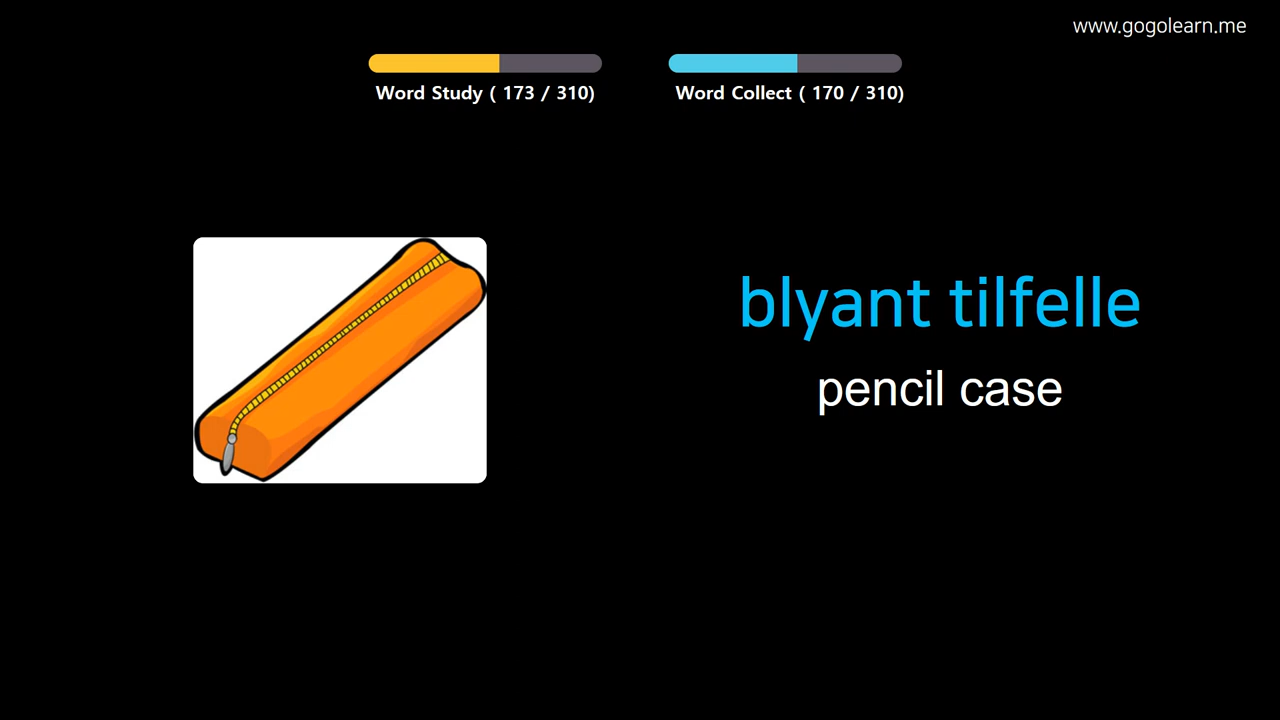 www.gogolearn.me
Word Study ( 173 / 310)
Word Collect ( 170 / 310)
blyant tilfelle
pencil case